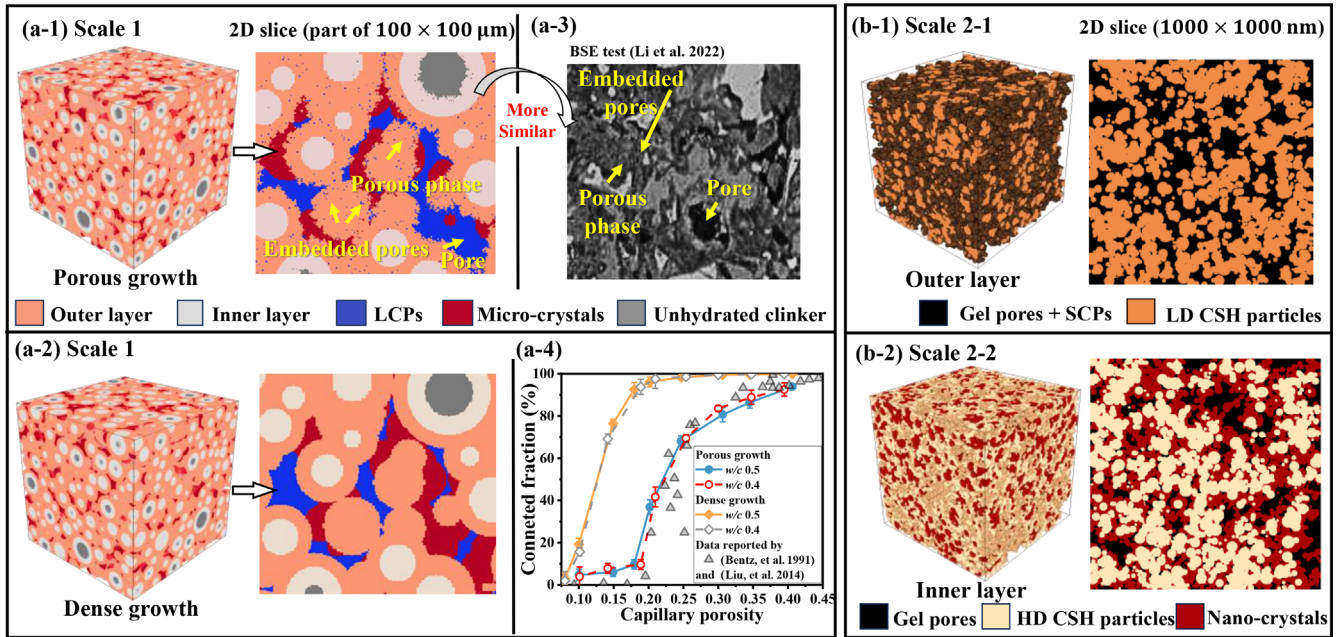 (a-1) Scale 1
2D slice (part of 100 × 100 μm)
(a-3)
BSE test (Li et al. 2022)
Embedded
pores
More
Similar
Porous phase
Embedded pores
Pore
Porous
phase
Pore
Porous growth
Outer layer
Inner layer
LCPs
Micro-crystals
Unhydrated clinker
(a-2) Scale 1
Dense growth
(a-4)
Conneted fraction (%)
100
80
60
40
20
0
Porous growth
w/c 0.5
w/c 0.4
Dense growth
w/c 0.5
w/c 0.4
Data reported by
(Bentz, et al.1991)
and (Liu, et al. 2014)
0.10 0.15 0.20 0.25 0.30 0.35 0.40 0.45
Capillary porosity
(b-1) Scale 2-1
2D slice (1000 × 1000 nm)
Outer layer
Gel pores + SCPs
LD CSH particles
(b-2) Scale 2-2
Inner layer
Gel pores
HD CSH particles
Nano-crystals